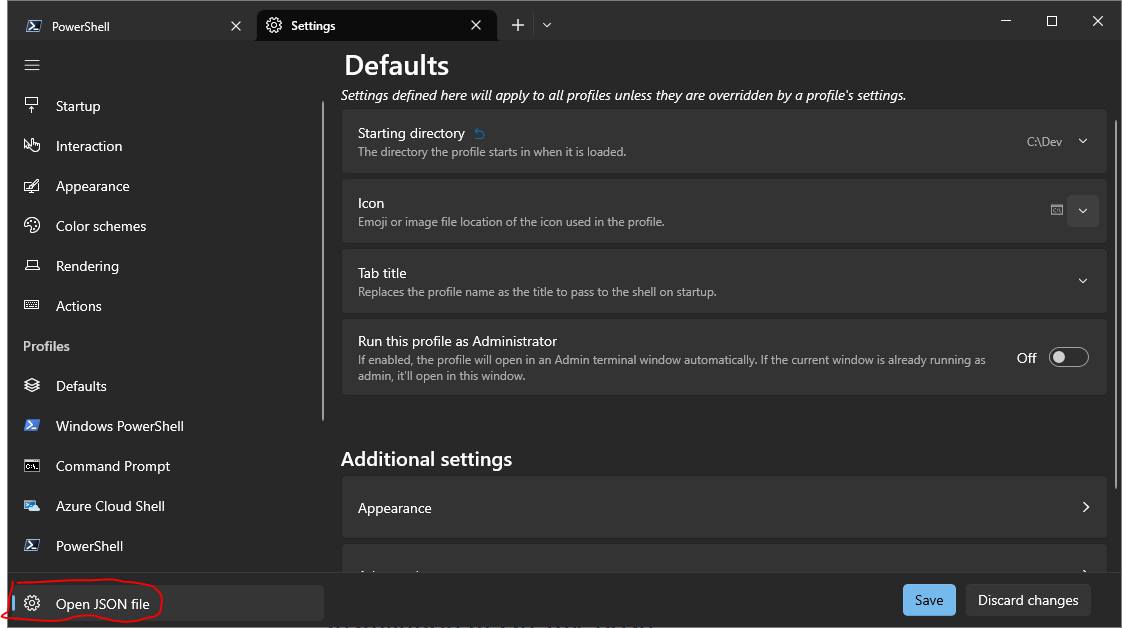 PowerShell
Settings
Startup
Interaction
Appearance
Color schemes
Rendering
Actions
Profiles
Defaults
Windows PowerShell
Command Prompt
Azure Cloud Shell
PowerShell
Open JSON file
Defaults
Settings defined here will apply to all profiles unless they are overridden by a profile's settings.
Starting directory
The directory the profile starts in when it is loaded.
C:\Dev
Icon
Emoji or image file location of the icon used in the profile.
Tab title
Replaces the profile name as the title to pass to the shell on startup.
Run this profile as Administrator
If enabled, the profile will open in an Admin terminal window automatically. If the current window is already running as
admin, it'll open in this window.
Off
Additional settings
Appearance
Save
Discard changes